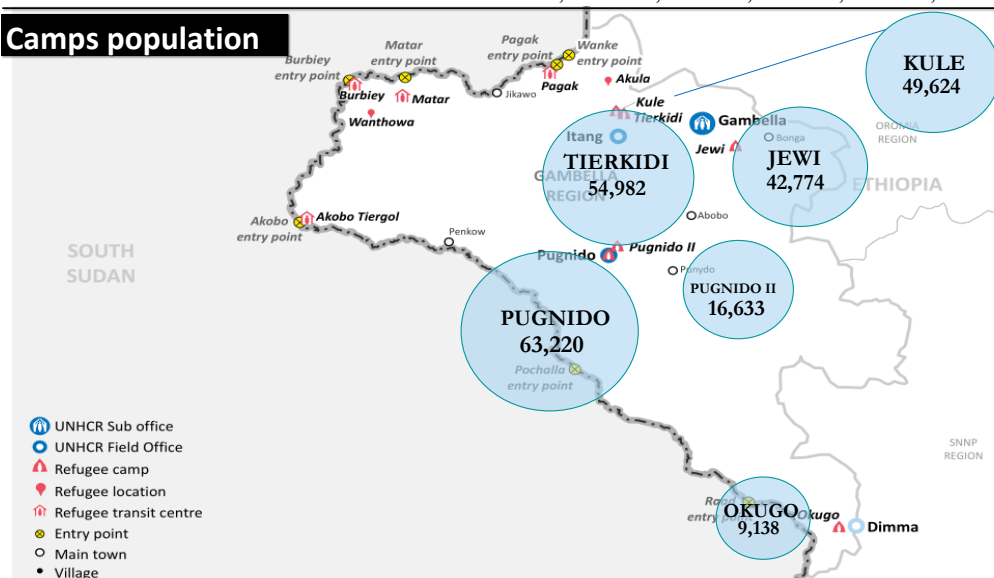 Camps population
Burbiey
entry point
Matar
entry point
Pagak
entry point
Wanke
entry point
KULE
49,624
Burbiey
Matar
Pagak
Akula
Jikawo
Wanthowa
Kule
Tierkidi
Gambella
Itang
Jewi
Bonga
OROMIA
REGION
TIERKIDI
54,982
GAMBELLA
REGION
JEWI
42,774
ETHIOPIA
Akobo
entry point
Akobo Tiergol
Penkow
Abobo
SOUTH
SUDAN
Pugnido
Pugnido II
Punydo
PUGNIDO II
16,633
PUGNIDO
63,220
Pochalla
entry point
UNHCR Sub office
UNHCR Field Office
Refugee camp
Refugee location
Refugee transit centre
Entry point
Main town
Village
SNNP
REGION
Raad
entry point
OKUGO
9,138
Okugo
Dimma